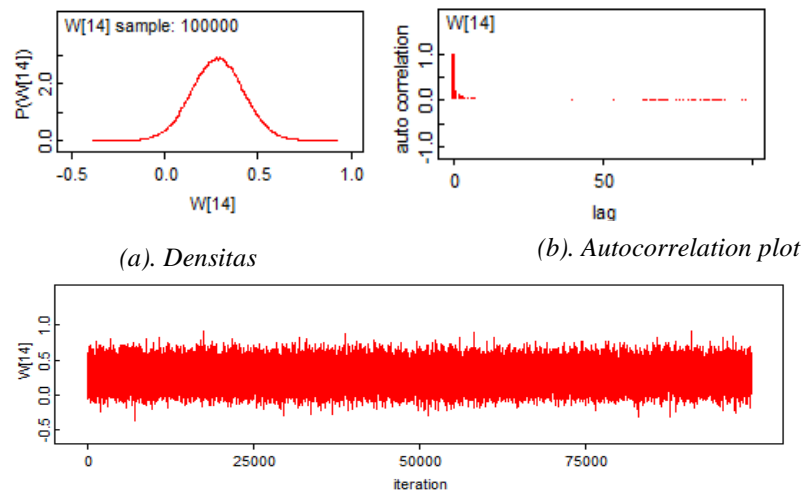 W[14] sample: 100000
P(W[14])
2.0
0.0
-0.5 0.0 0.5 1.0
W[14]
W[14]
auto correlation
1.0
0.0
-1.0
0 50
lag
(a). Densitas
(b). Autocorrelation plot
W[14]
1.0
0.5
0.0
-0.5
0 25000 50000 75000
iteration